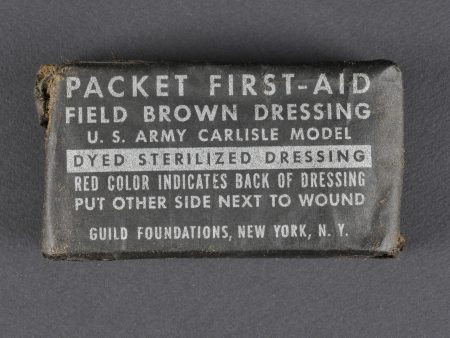 PACKET FIRST-AID
FIELD BROWN DRESSING
U. S. ARMY CARLISLE MODEL
DYED STERILIZED DRESSING
RED COLOR INDICATES BACK OF DRESSING
PUT OTHER SIDE NEXT TO WOUND
GUILD FOUNDATIONS, NEW YORK, N. Y.